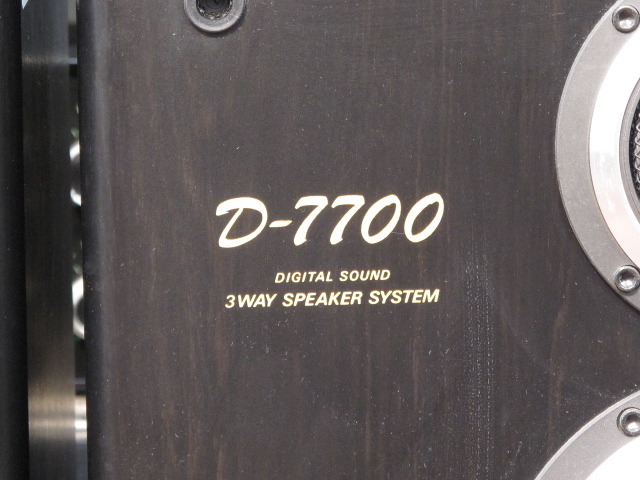 D-7700
DIGITAL SOUND
3WAY SPEAKER SYSTEM